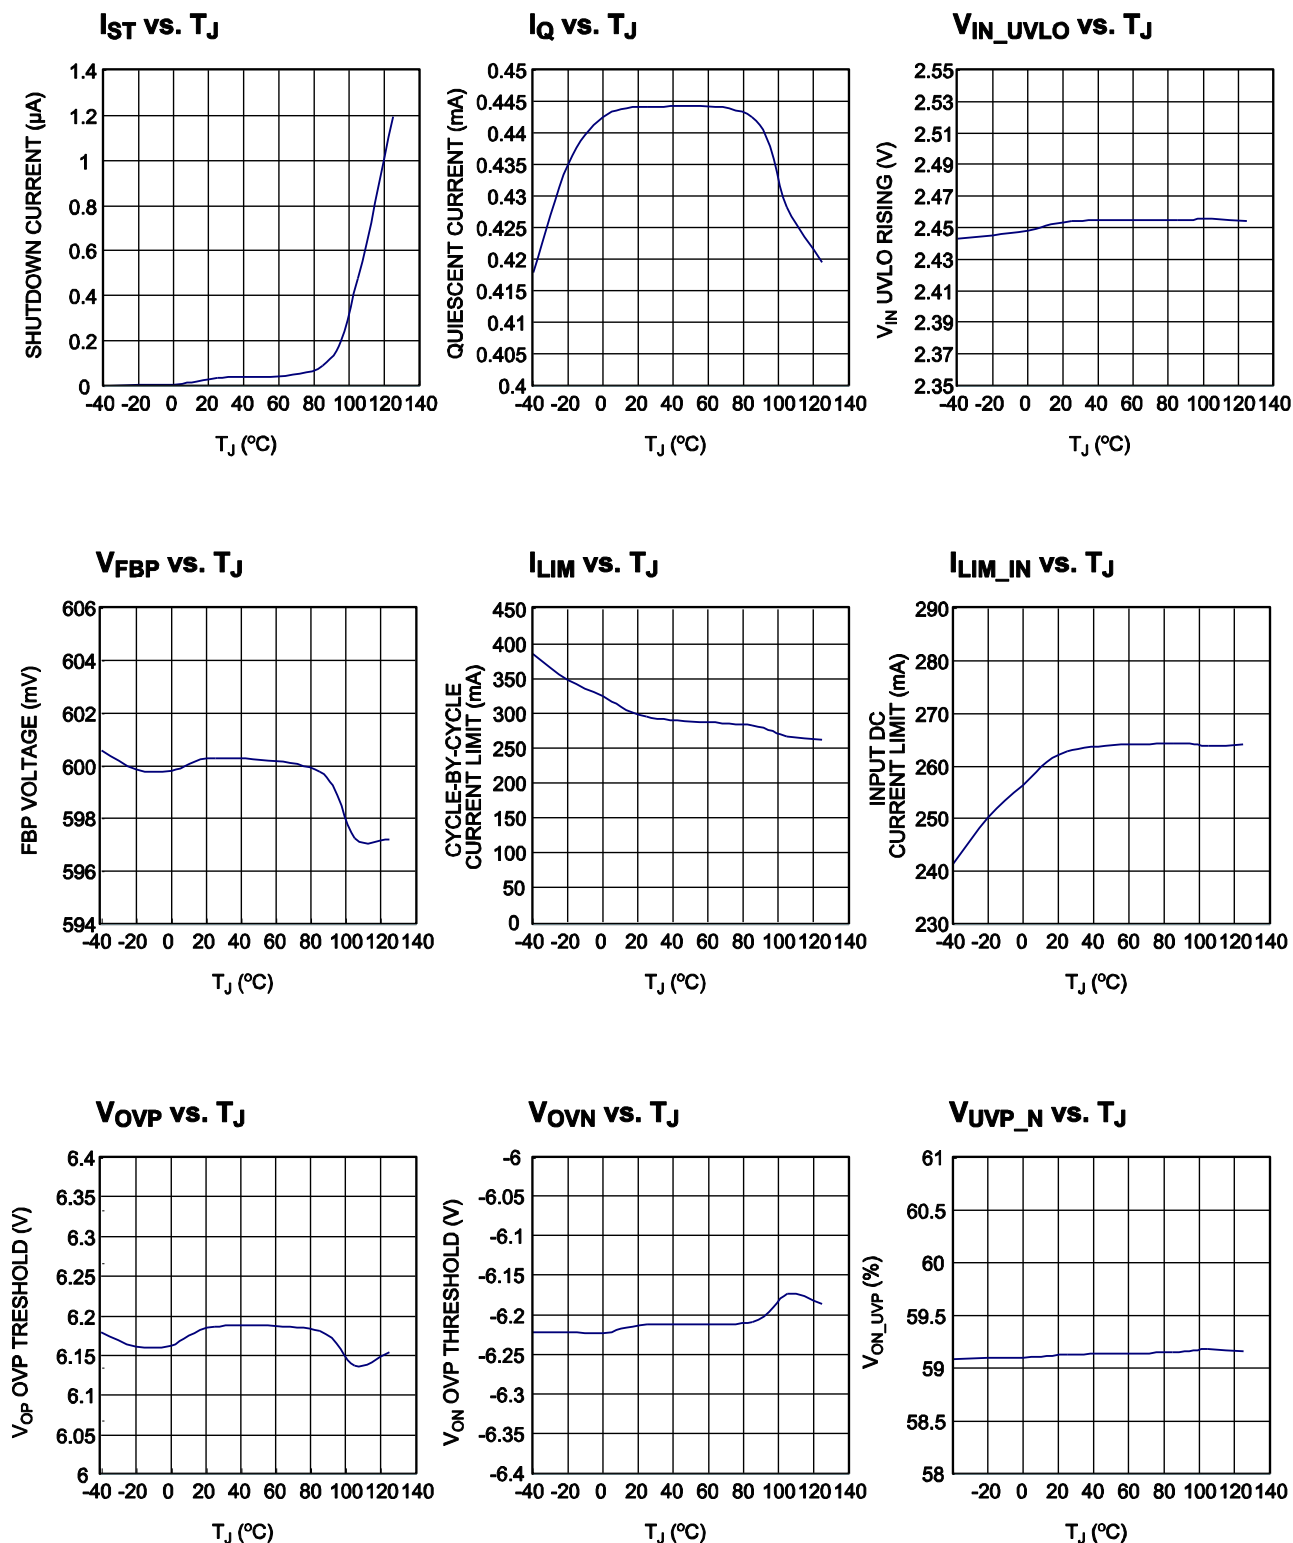 IST vs. TJ
SHUTDOWN CURRENT (µA)
1.4
1.2
1
0.8
0.6
0.4
0.2
0
-40 -20 0 20 40 60 80 100 120 140
TJ (ºC)
IQ vs. TJ
QUIESCENT CURRENT (mA)
0.45
0.445
0.44
0.435
0.43
0.425
0.42
0.415
0.41
0.405
0.4
-40 -20 0 20 40 60 80 100 120 140
TJ (ºC)
VIN_UVLO vs. TJ
VIN UVLO RISING (V)
2.55
2.53
2.51
2.49
2.47
2.45
2.43
2.41
2.39
2.37
2.35
-40 -20 0 20 40 60 80 100 120 140
TJ (ºC)
VFBP vs. TJ
FBP VOLTAGE (mV)
606
604
602
600
598
596
594
-40 -20 0 20 40 60 80 100 120 140
TJ (ºC)
ILIM vs. TJ
CYCLE-BY-CYCLE
CURRENT LIMIT (mA)
450
400
350
300
250
200
150
100
50
0
-40 -20 0 20 40 60 80 100 120 140
TJ (ºC)
ILIM_IN vs. TJ
INPUT DC
CURRENT LIMIT (mA)
290
280
270
260
250
240
230
-40 -20 0 20 40 60 80 100 120 140
TJ (ºC)
VOVP vs. TJ
VOP OVP TRESHOLD (V)
6.4
6.35
6.3
6.25
6.2
6.15
6.1
6.05
6
-40 -20 0 20 40 60 80 100 120 140
TJ (ºC)
VOVN vs. TJ
VON OVP THRESHOLD (V)
-6
-6.05
-6.1
-6.15
-6.2
-6.25
-6.3
-6.35
-6.4
-40 -20 0 20 40 60 80 100 120 140
TJ (ºC)
VUVP_N vs. TJ
VON_UVP (%)
61
60.5
60
59.5
59
58.5
58
-20 0 20 40 60 80 100 120 140
TJ (ºC)